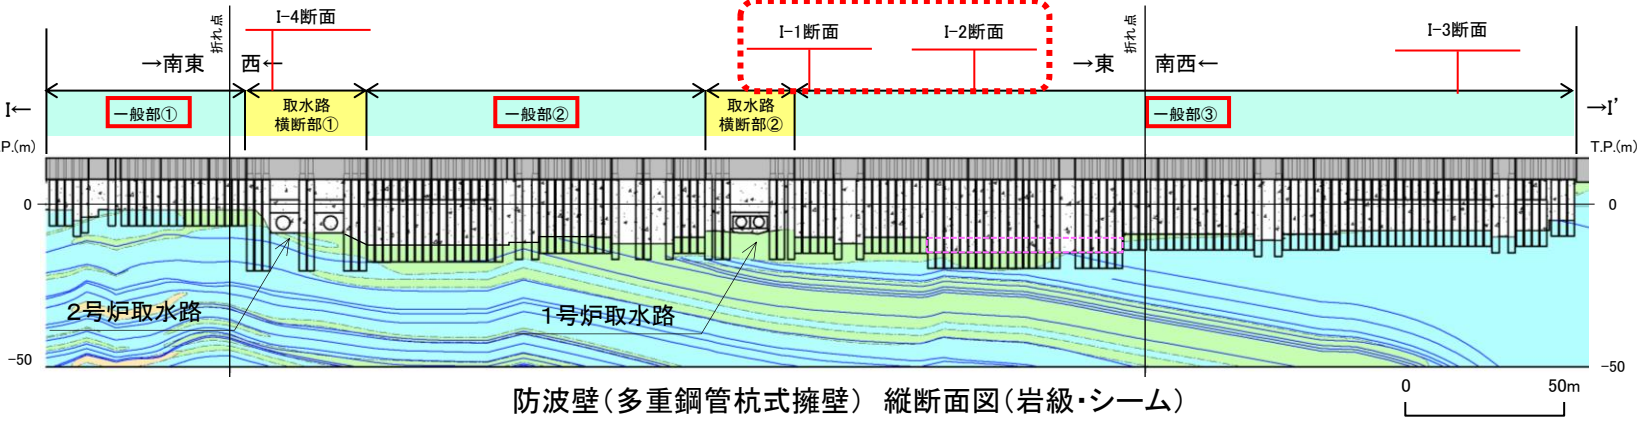 I-4断面
I-1断面
I-2断面
I-3断面
折れ点
折れ点
→南東
西←
→東
南西←
I←
一般部①
取水路
横断部①
一般部②
取水路
横断部②
一般部③
→I'
.P.(m)
T.P.(m)
0
0
2号炉取水路
1号炉取水路
-50
-50
防波壁(多重鋼管杭式擁壁) 縦断面図(岩級・シーム)
0
50m